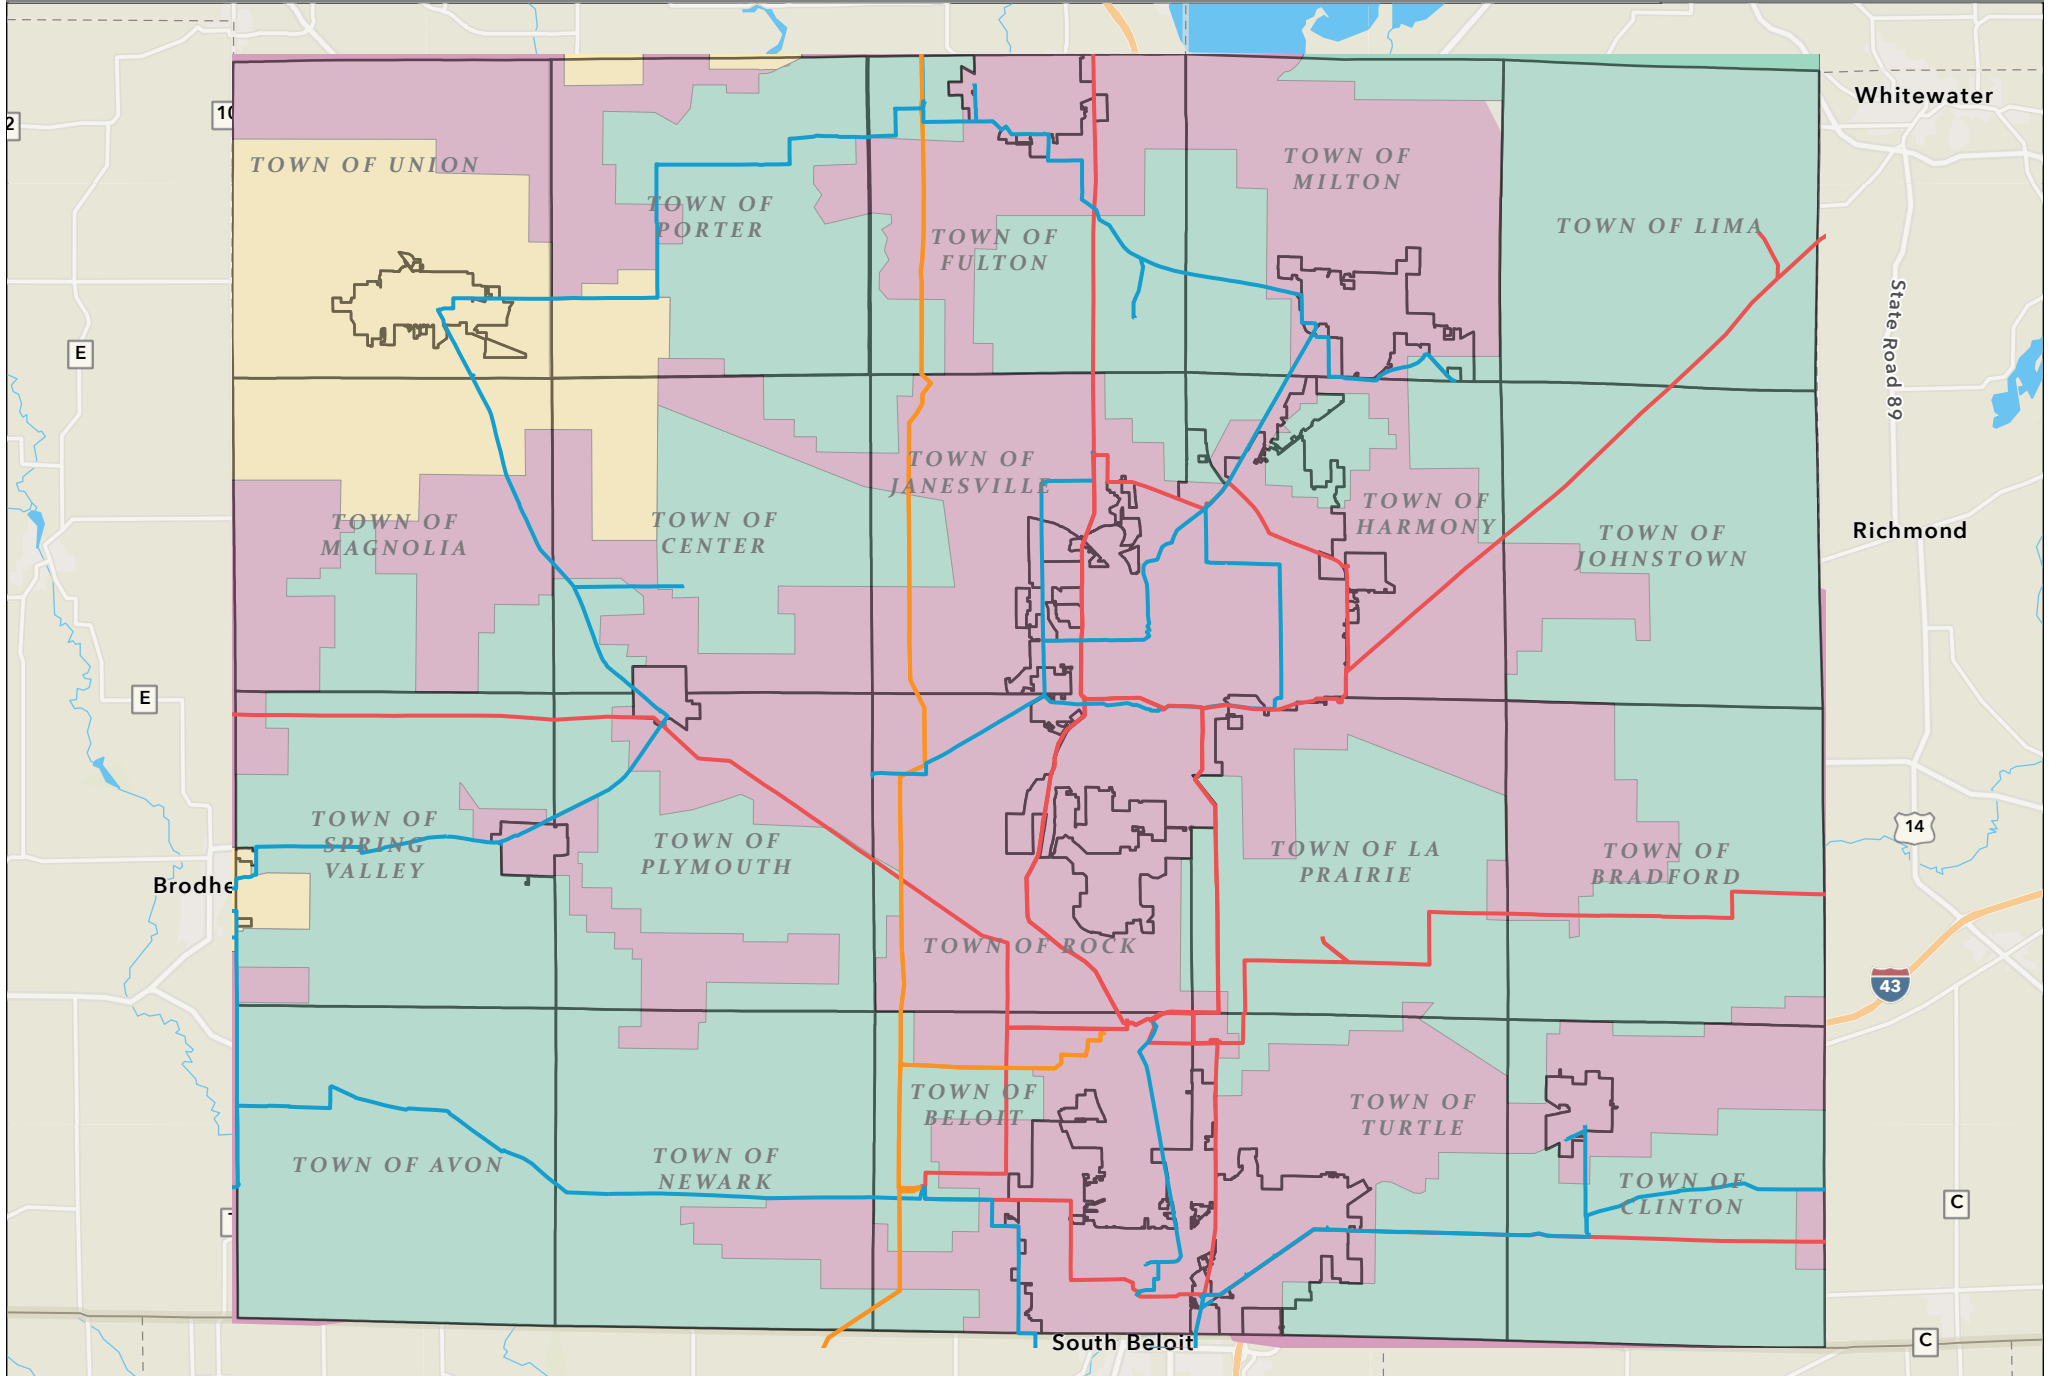 Whitewater
10
2
TOWN OF UNION
TOWN OF
MILTON
TOWN OF
PORTER
TOWN OF LIMA
TOWN OF
FULTON
State Road 89
E
TOWN OF
JANESVILLE
TOWN OF
MAGNOLIA
TOWN OF
CENTER
TOWN OF
HARMONY
Richmond
TOWN OF
JOHNSTOWN
E
TOWN OF
SPRING
VALLEY
TOWN OF
PLYMOUTH
TOWN OF LA
PRAIRIE
TOWN OF
BRADFORD
14
Brodhe
TOWN OF ROCK
43
TOWN OF
BELOIT
TOWN OF
TURTLE
TOWN OF AVON
TOWN OF
NEWARK
TOWN OF
CLINTON
C
South Beloit
C